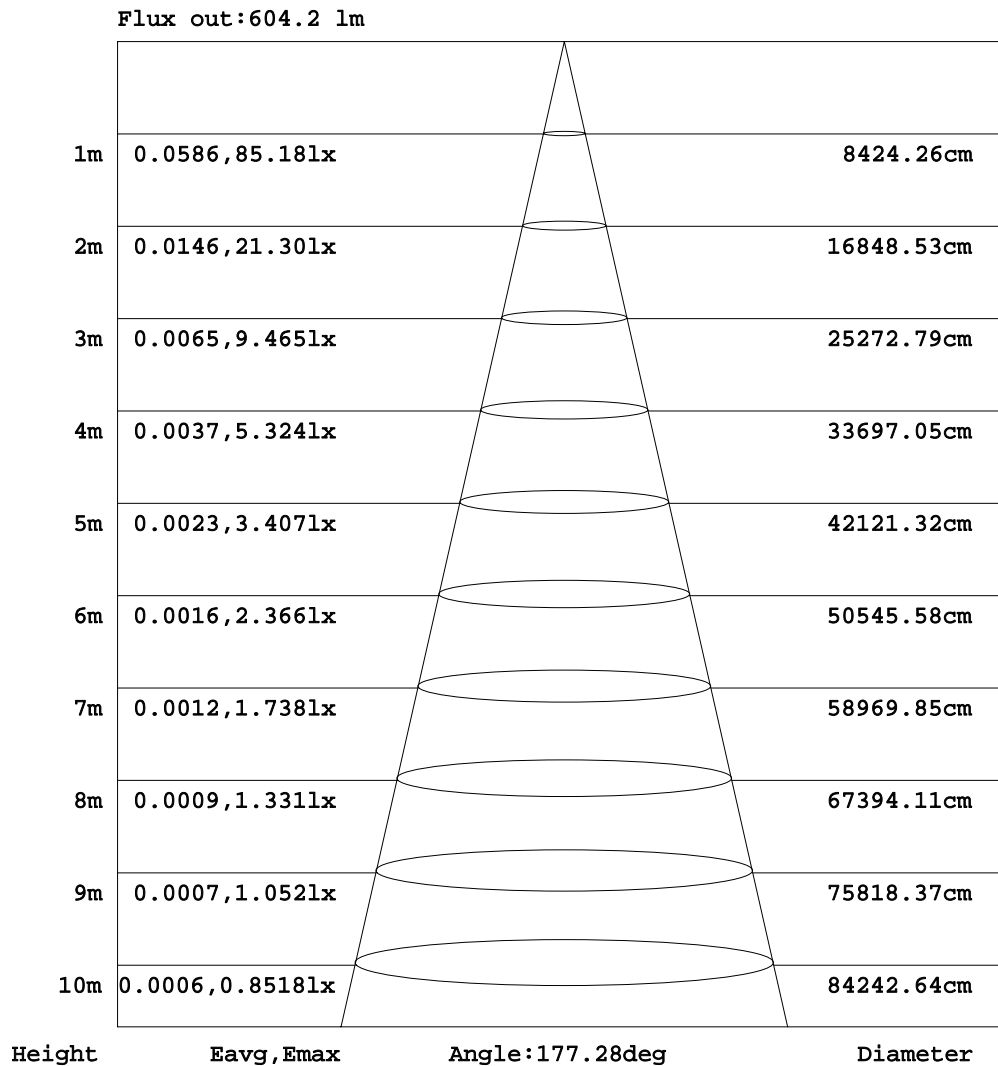 Flux out:604.2 lm
1m 0.0586,85.18lx 8424.26cm
2m 0.0146,21.30lx 16848.53cm
3m 0.0065,9.465lx 25272.79cm
4m 0.0037,5.324lx 33697.05cm
5m 0.0023,3.407lx 42121.32cm
6m 0.0016,2.366lx 50545.58cm
7m 0.0012,1.738lx 58969.85cm
8m 0.0009,1.331lx 67394.11cm
9m 0.0007,1.052lx 75818.37cm
10m 0.0006,0.8518lx 84242.64cm
Height Eavg,Emax Angle:177.28deg Diameter